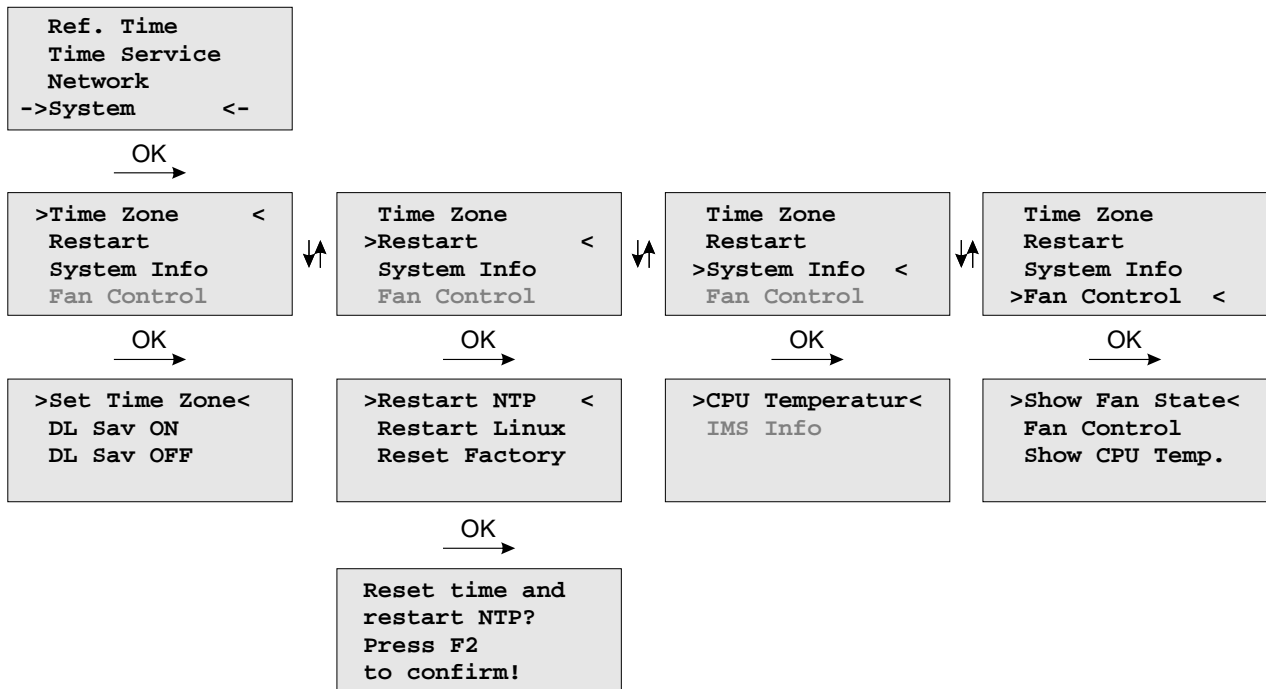 Ref. Time
Time Service
Network
->System <-
OK
>Time Zone <
Restart
System Info
Fan Control
Time Zone
>Restart <
System Info
Fan Control
Time Zone
Restart
>System Info <
Fan Control
Time Zone
Restart
System Info
>Fan Control <
OK
OK
OK
OK
>Set Time Zone<
DL Sav ON
DL Sav OFF
>Restart NTP <
Restart Linux
Reset Factory
>CPU Temperatur<
IMS Info
>Show Fan State<
Fan Control
Show CPU Temp.
OK
Reset time and
restart NTP?
Press F2
to confirm!